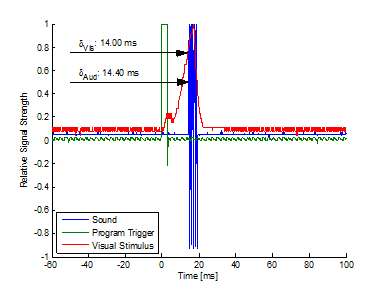 1
0.8
0.6
0.4
0.2
0
-0.2
-0.4
-0.6
-0.8
-1
Relative Signal Strength
δVis: 14.00 ms
δAud: 14.40 ms
Sound
Program Trigger
Visual Stimulus
-60 -40 -20 0 20 40 60 80 100
Time [ms]